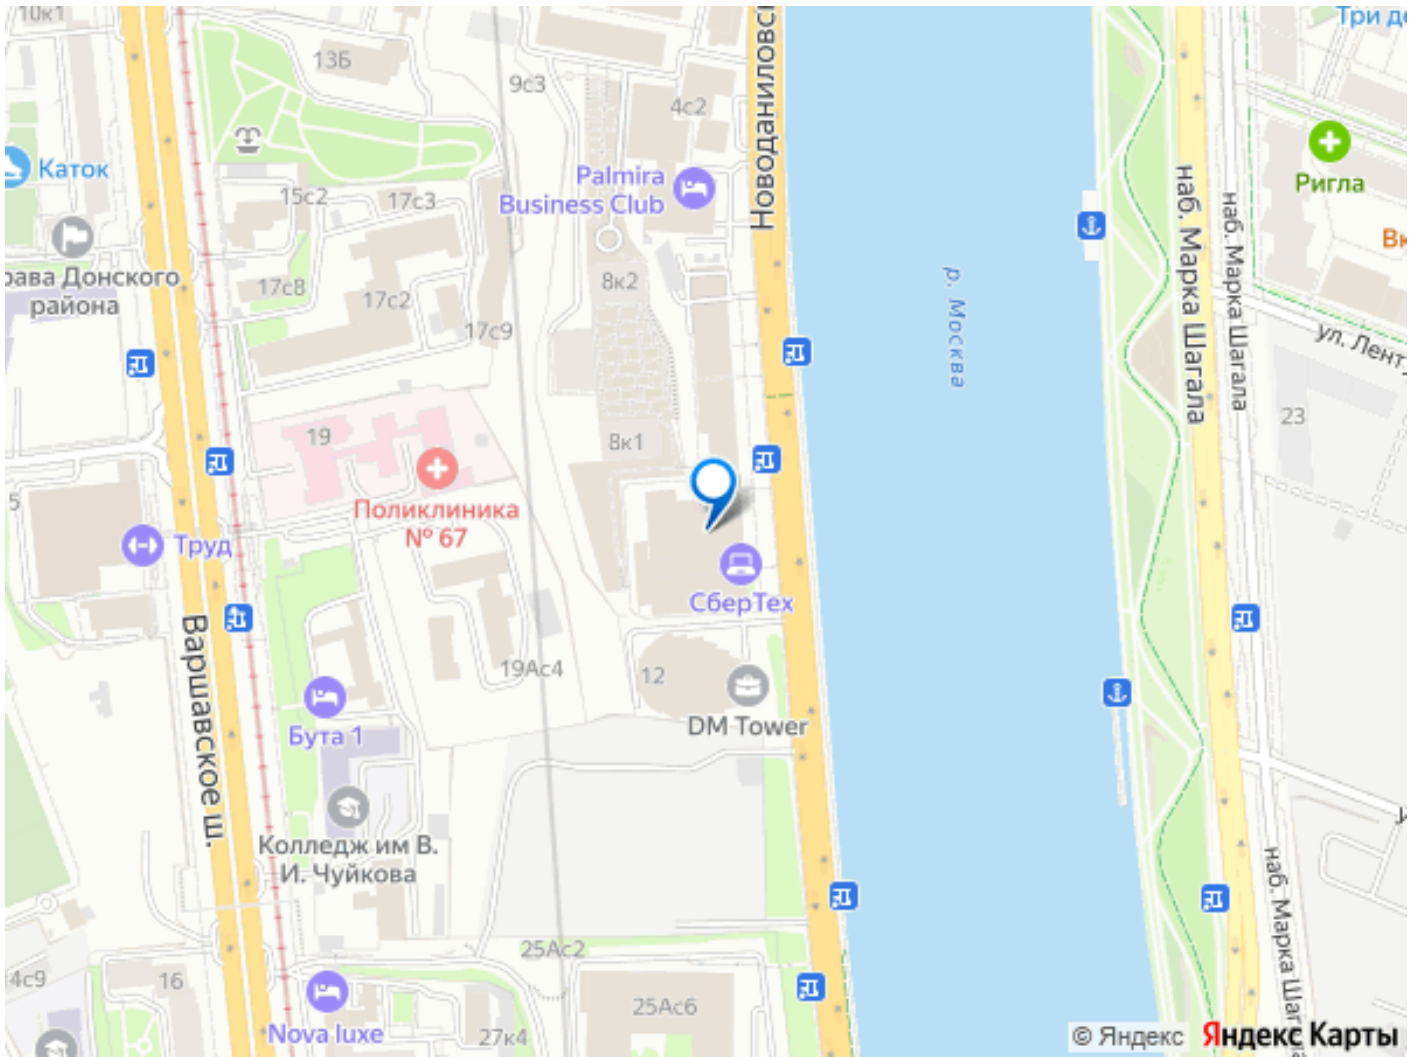 10к1
13Б
9с3
4с2
Новоданиловс
Три де
Каток
Palmira
Business Club
Ригла
15с2
17с3
наб. Марка Шагала
наб. Марка Шагала
Вк
рава Донского
района
17с8
17с2
8к2
17с9
р. Москва
ул. Лент
19
8к1
23
5
Поликлиника
№ 67
Труд
СберТех
Варшавское ш.
19Ас4
12
DM Tower
Бута 1
Колледж им В.
И. Чуйкова
наб. Марка Шаг
25Ас2
4с9
16
25Ас6
Nova luxe
27к4
© Яндекс Яндекс Карты